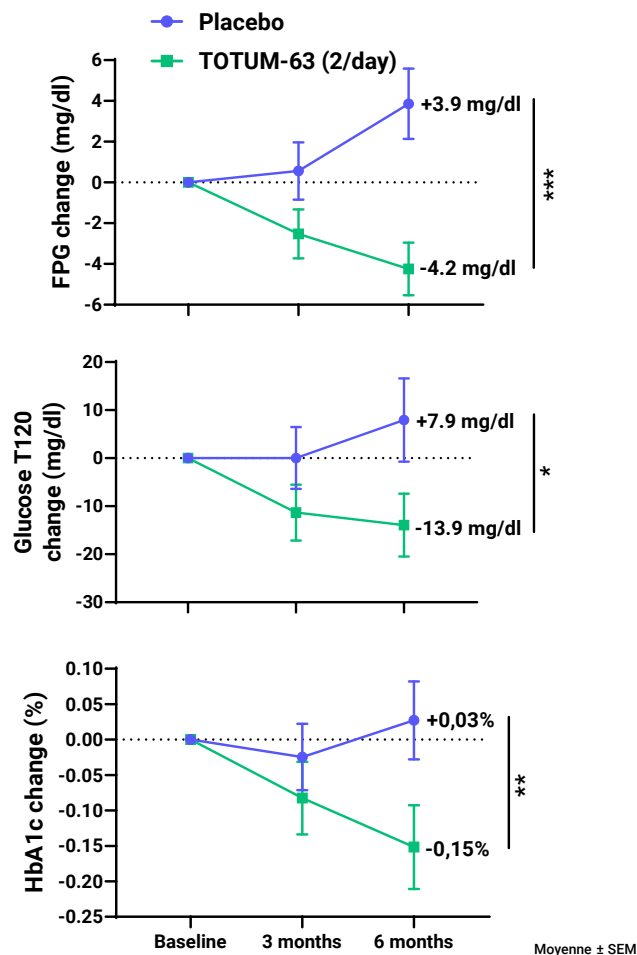 Placebo
TOTUM-63 (2/day)
FPG change (mg/dl)
6
4
2
0
-2
-4
-6
+3.9 mg/dl
-4.2 mg/dl
***
Glucose T120
change (mg/dl)
20
10
0
-10
-20
-30
+7.9 mg/dl
-13.9 mg/dl
*
HbA1c change (%)
0.10
0.05
0.00
-0.05
-0.10
-0.15
-0.20
-0.25
+0,03%
-0,15%
**
Baseline 3 months 6 months
Moyenne ± SEM